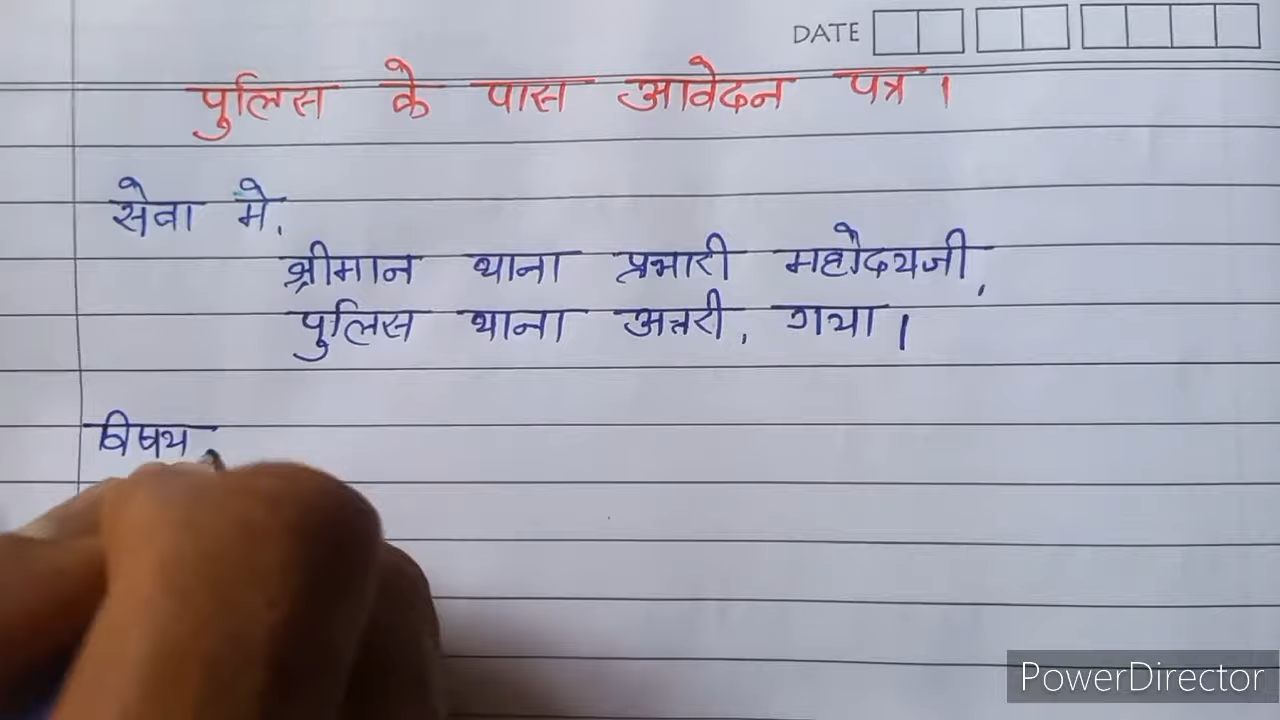 DATE
पुलिस के पास आवेदन पत्र।
सेवा मे,
श्रीमान थाना प्रभारी महोदयजी,
पुलिस थाना अतरी, गया।
विषय
PowerDirector